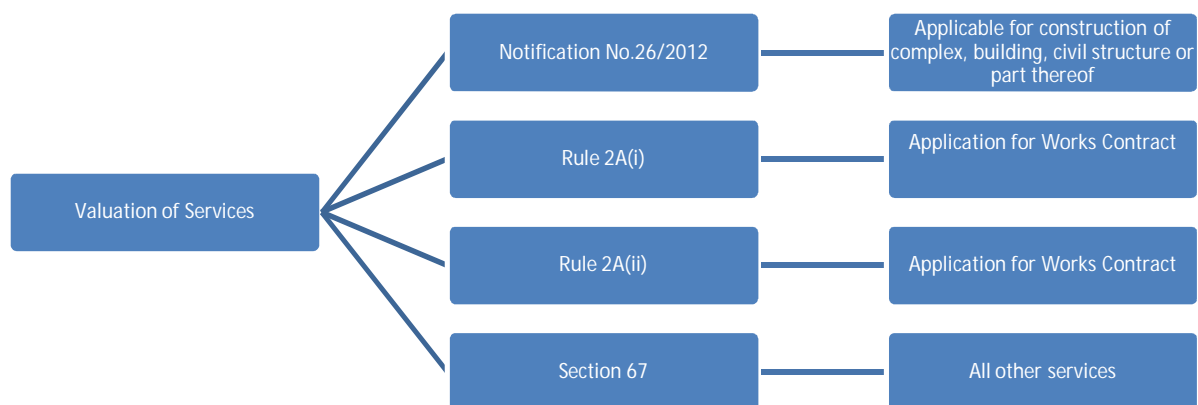 Valuation of Services
Notification No.26/2012
Applicable for construction of
complex, building, civil structure or
part thereof
Rule 2A(i)
Application for Works Contract
Rule 2A(ii)
Application for Works Contract
Section 67
All other services